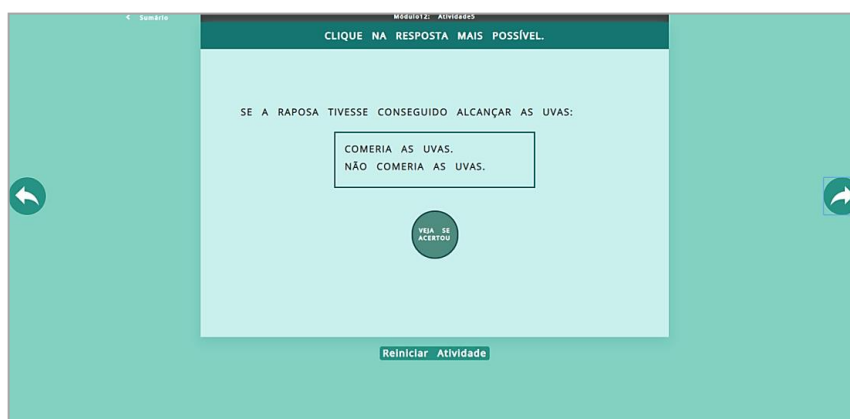 < Sumário
Módulo12; Atividade5
CLIQUE NA RESPOSTA MAIS POSSÍVEL.
SE A RAPOSA TIVESSE CONSEGUIDO ALCANÇAR AS UVAS:
COMERIA AS UVAS.
NÃO COMERIA AS UVAS.
VEJA SE
ACERTOU
Reiniciar Atividade